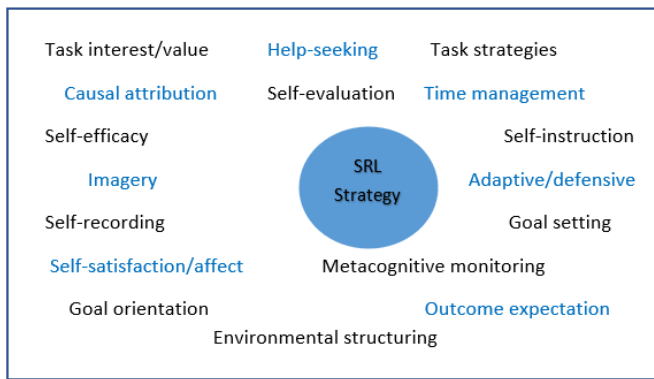 Task interest/value Help-seeking Task strategies
Causal attribution Self-evaluation Time management
Self-efficacy Self-instruction
SRL
Strategy
Imagery Adaptive/defensive
Self-recording Goal setting
Self-satisfaction/affect Metacognitive monitoring
Goal orientation Outcome expectation
Environmental structuring